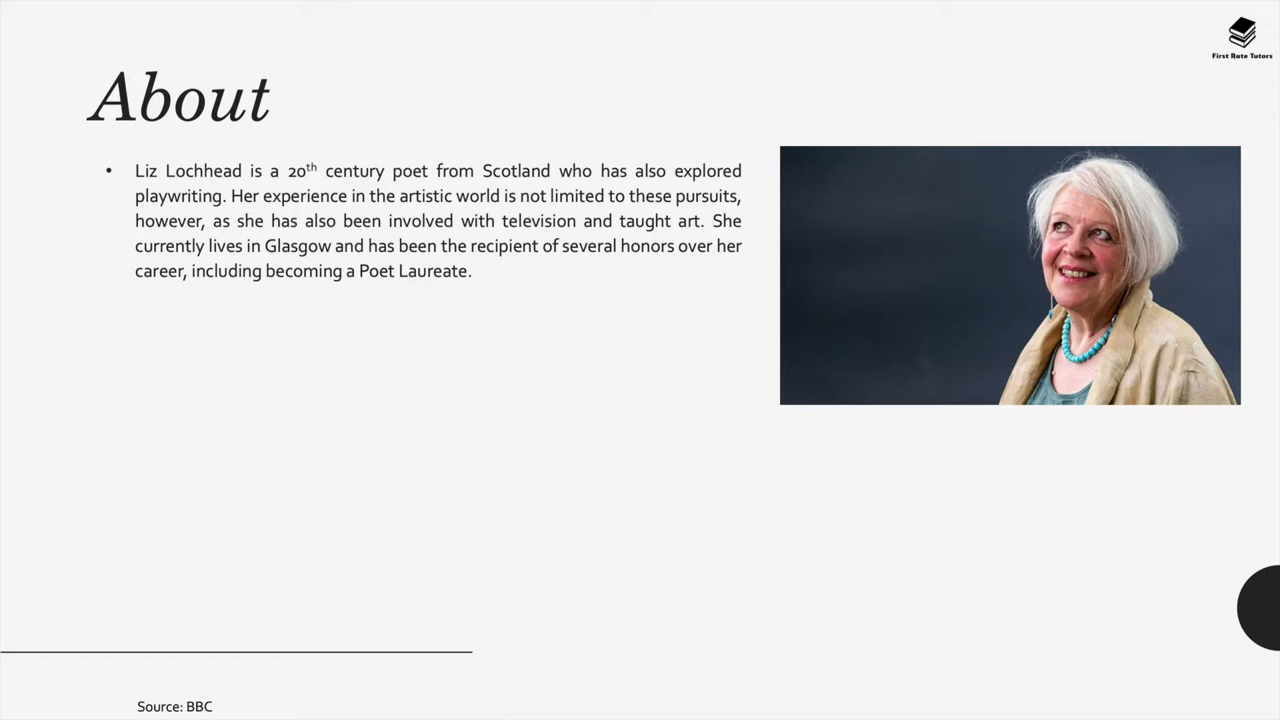 First Rate Tutors
About
• Liz Lochhead is a 20th century poet from Scotland who has also explored
playwriting. Her experience in the artistic world is not limited to these pursuits,
however, as she has also been involved with television and taught art. She
currently lives in Glasgow and has been the recipient of several honors over her
career, including becoming a Poet Laureate.
Source: BBC